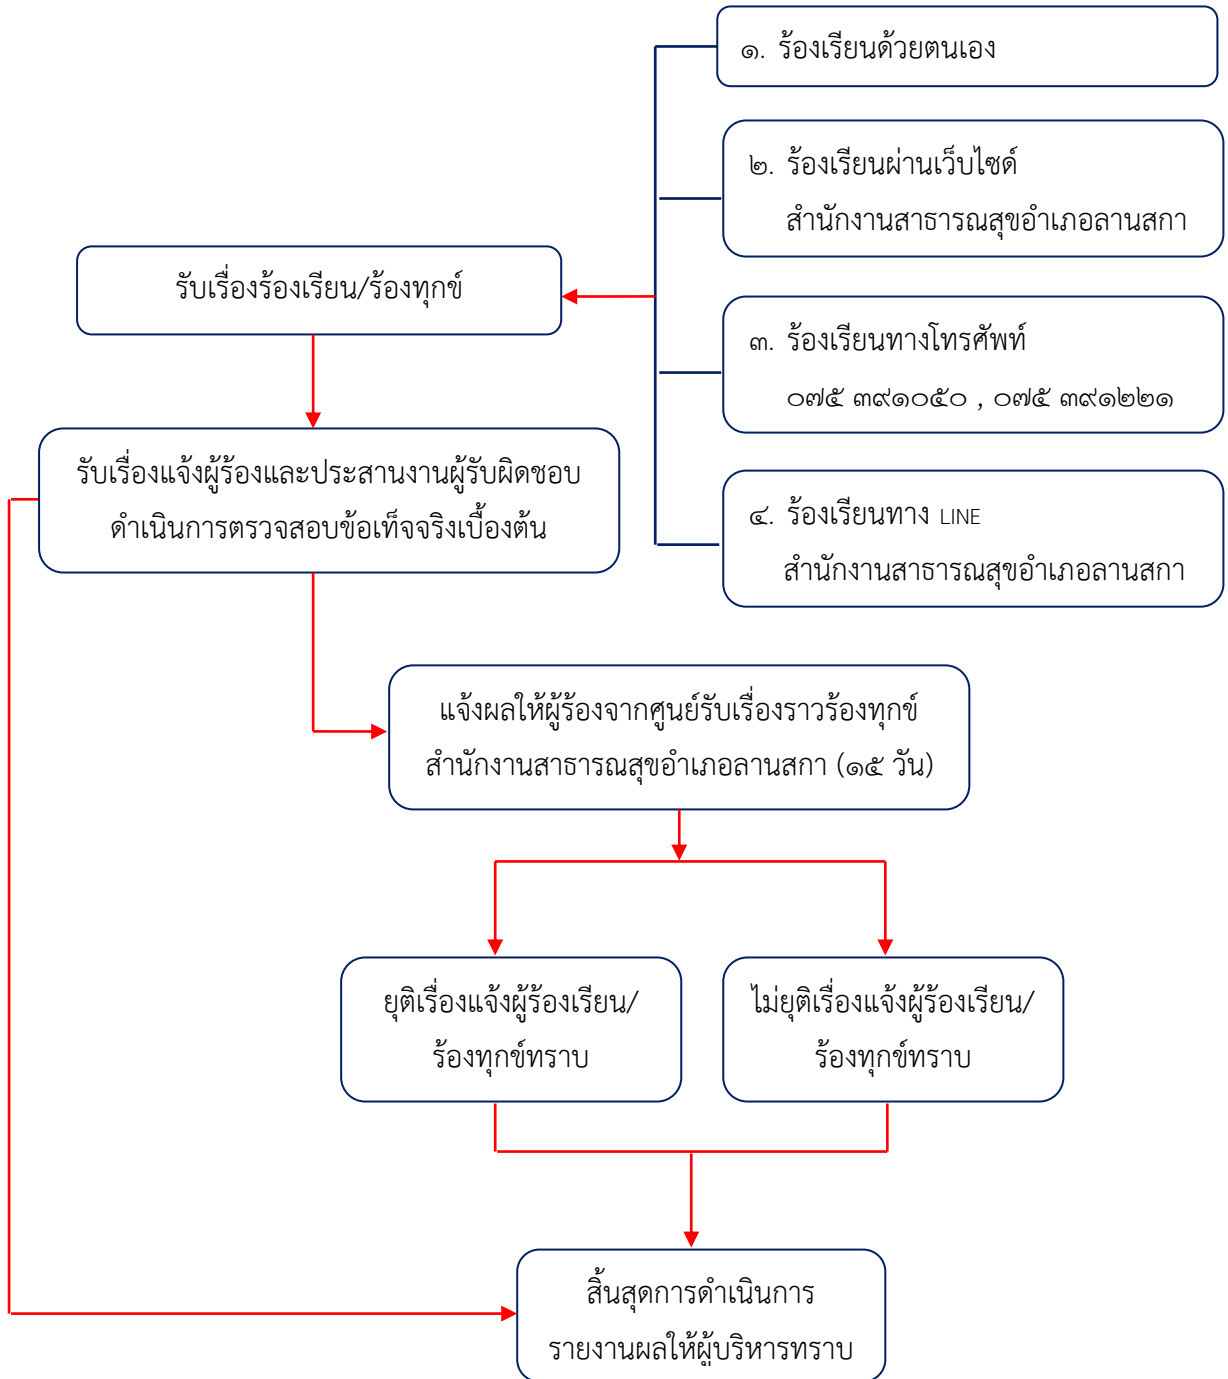 ๑. ร้องเรียนด้วยตนเอง
๒. ร้องเรียนผ่านเว็บไซด์
สำนักงานสาธารณสุขอำเภอลานสกา
รับเรื่องร้องเรียน/ร้องทุกข์
๓. ร้องเรียนทางโทรศัพท์
๐๗๕ ๓๙๑๐๕๐ , ๐๗๕ ๓๙๑๒๒๑
รับเรื่องแจ้งผู้ร้องและประสานงานผู้รับผิดชอบ
ดำเนินการตรวจสอบข้อเท็จจริงเบื้องต้น
๔. ร้องเรียนทาง LINE
สำนักงานสาธารณสุขอำเภอลานสกา
แจ้งผลให้ผู้ร้องจากศูนย์รับเรื่องราวร้องทุกข์
สำนักงานสาธารณสุขอำเภอลานสกา (๑๕ วัน)
ยุติเรื่องแจ้งผู้ร้องเรียน/
ร้องทุกข์ทราบ
ไม่ยุติเรื่องแจ้งผู้ร้องเรียน/
ร้องทุกข์ทราบ
สิ้นสุดการดำเนินการ
รายงานผลให้ผู้บริหารทราบ